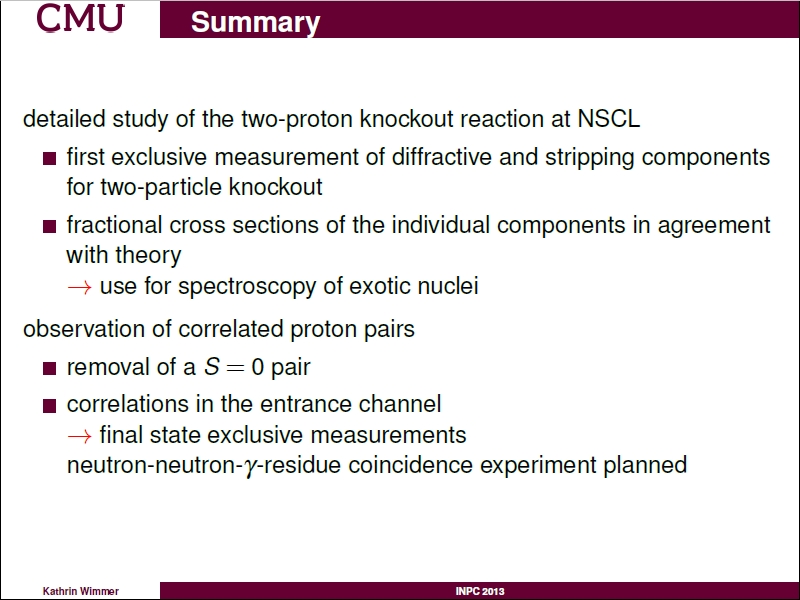 CMU
Summary
detailed study of the two-proton knockout reaction at NSCL
first exclusive measurement of diffractive and stripping components
for two-particle knockout
fractional cross sections of the individual components in agreement
with theory
→ use for spectroscopy of exotic nuclei
observation of correlated proton pairs
removal of a S = 0 pair
correlations in the entrance channel
→ final state exclusive measurements
neutron-neutron-γ-residue coincidence experiment planned
Kathrin Wimmer
INPC 2013